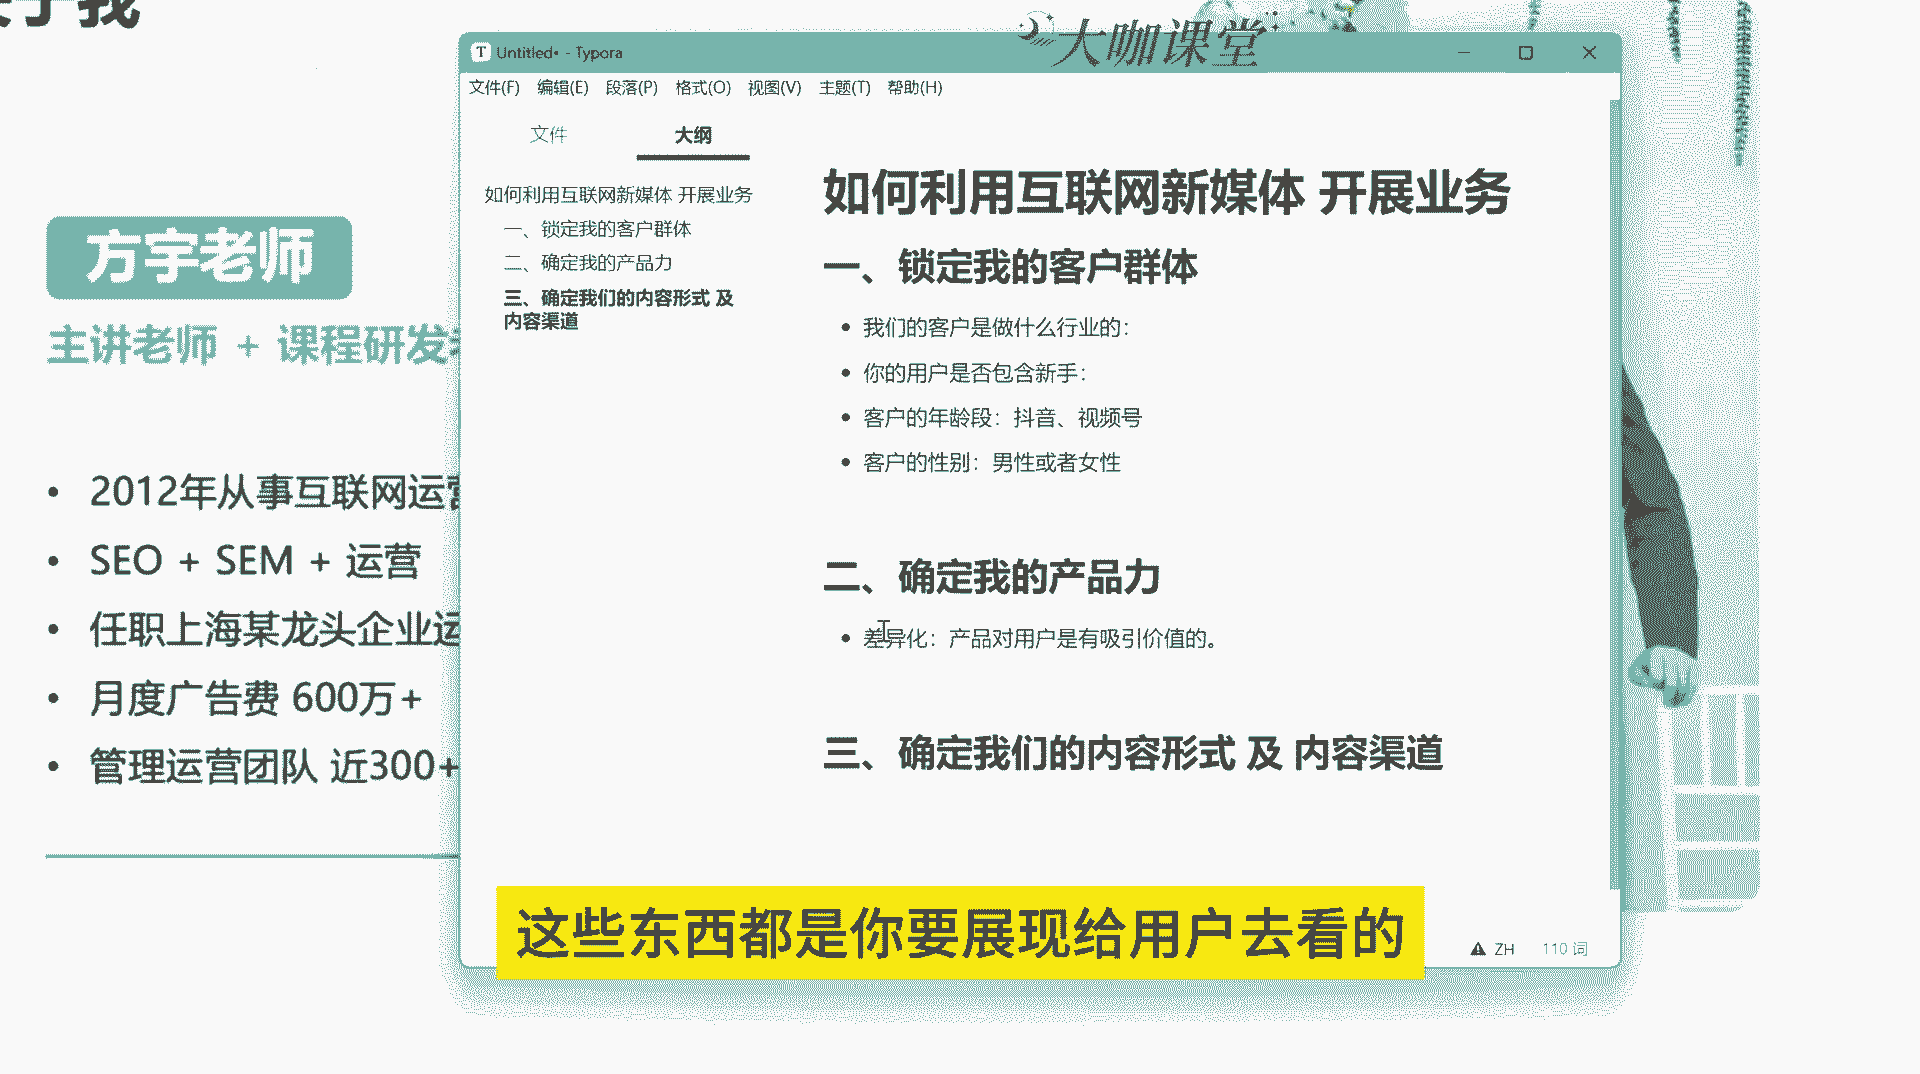 于我
大咖课堂
Untitled• - Typora
文件(F) 编辑(E) 段落(P) 格式(O) 视图(V) 主题(T) 帮助(H)
文件 大纲
如何利用互联网新媒体 开展业务
一、锁定我的客户群体
二、确定我的产品力
三、确定我们的内容形式 及
内容渠道
如何利用互联网新媒体 开展业务
一、锁定我的客户群体
• 我们的客户是做什么行业的：
• 你的用户是否包含新手：
• 客户的年龄段：抖音、视频号
• 客户的性别：男性或者女性
二、确定我的产品力
• 差异化：产品对用户是有吸引价值的。
三、确定我们的内容形式 及 内容渠道
方宇老师
主讲老师 + 课程研发
• 2012年从事互联网运营
• SEO + SEM + 运营
• 任职上海某龙头企业运
• 月度广告费 600万+
• 管理运营团队 近300+
这些东西都是你要展现给用户去看的
ZH 110 词